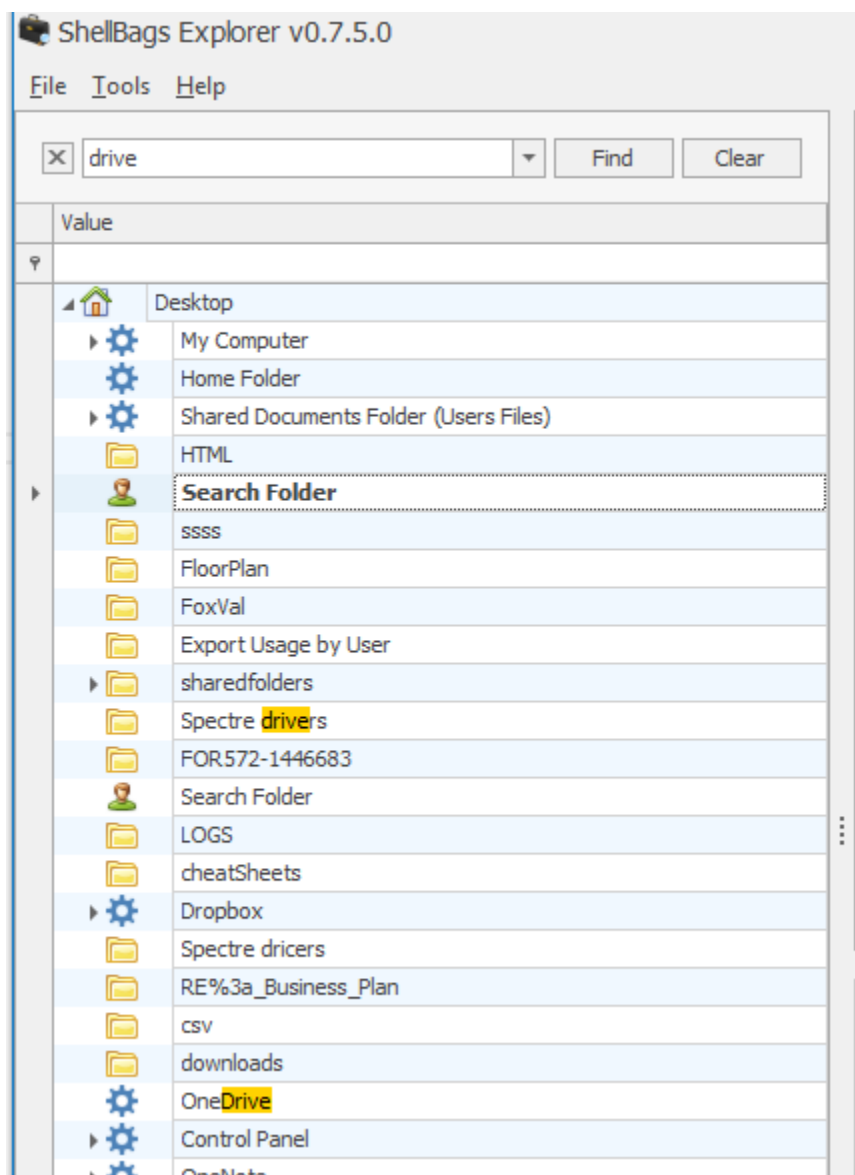 ShellBags Explorer v0.7.5.0
File Tools Help
drive Find Clear
Value
Desktop
My Computer
Home Folder
Shared Documents Folder (Users Files)
HTML
Search Folder
ssss
FloorPlan
FoxVal
Export Usage by User
sharedfolders
Spectre drivers
FOR572-1446683
Search Folder
LOGS
cheatSheets
Dropbox
Spectre dricers
RE%3a_Business_Plan
csv
downloads
OneDrive
Control Panel
OneNote